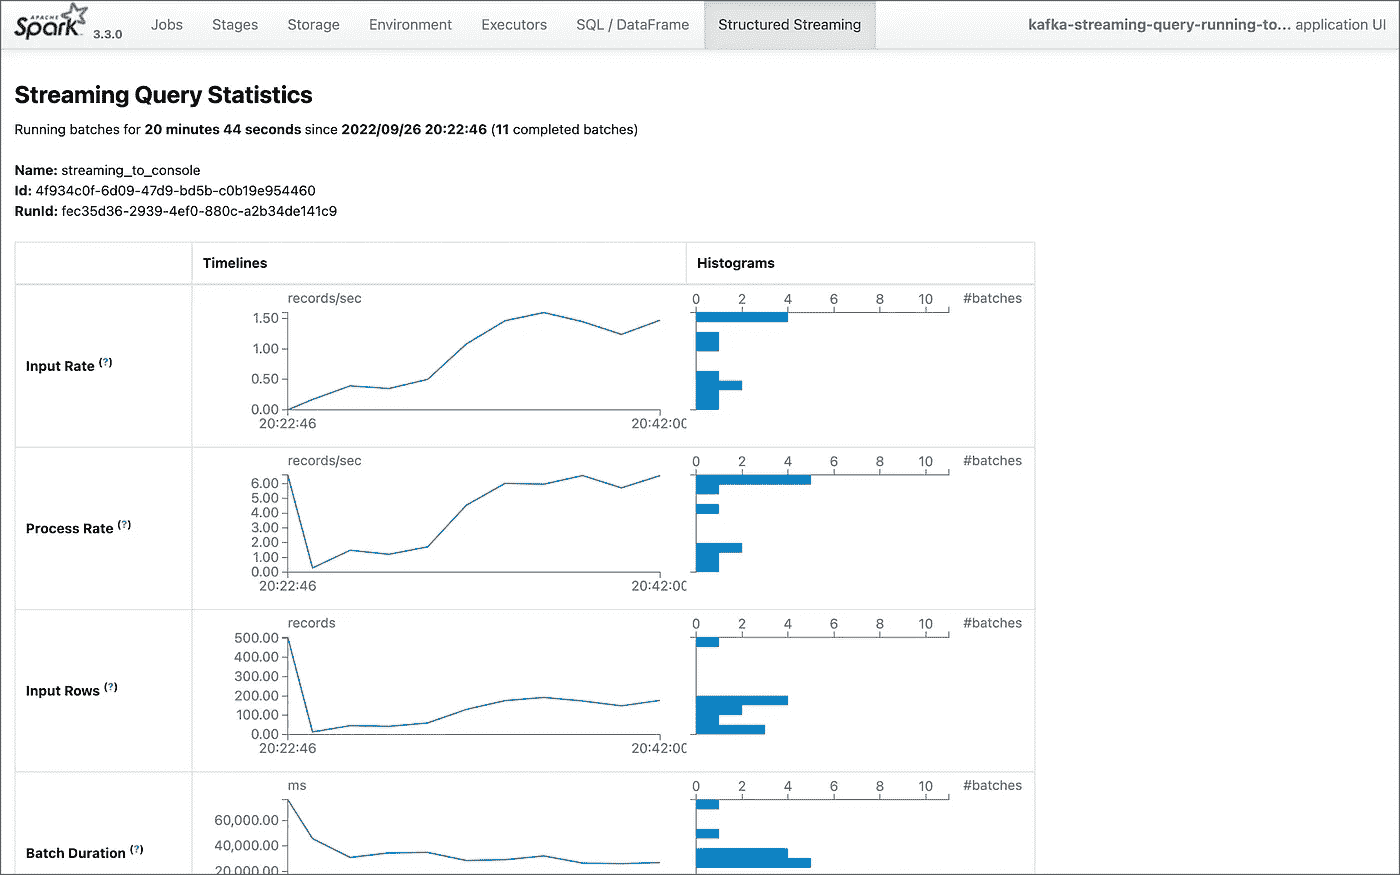 APACHE
Spark 3.3.0 Jobs Stages Storage Environment Executors SQL / DataFrame Structured Streaming kafka-streaming-query-running-to... application UI
Streaming Query Statistics
Running batches for 20 minutes 44 seconds since 2022/09/26 20:22:46 (11 completed batches)
Name: streaming_to_console
Id: 4f934c0f-6d09-47d9-bd5b-c0b19e954460
RunId: fec35d36-2939-4ef0-880c-a2b34de141c9
Timelines Histograms
records/sec 0 2 4 6 8 10 #batches
1.50
1.00
Input Rate (?)
0.50
0.00
20:22:46 20:42:00
records/sec 0 2 4 6 8 10 #batches
6.00
5.00
4.00
Process Rate (?)
3.00
2.00
1.00
0.00
20:22:46 20:42:00
records 0 2 4 6 8 10 #batches
500.00
400.00
300.00
Input Rows (?)
200.00
100.00
0.00
20:22:46 20:42:00
ms 0 2 4 6 8 10 #batches
60,000.00
40,000.00
Batch Duration (?)
20,000.00